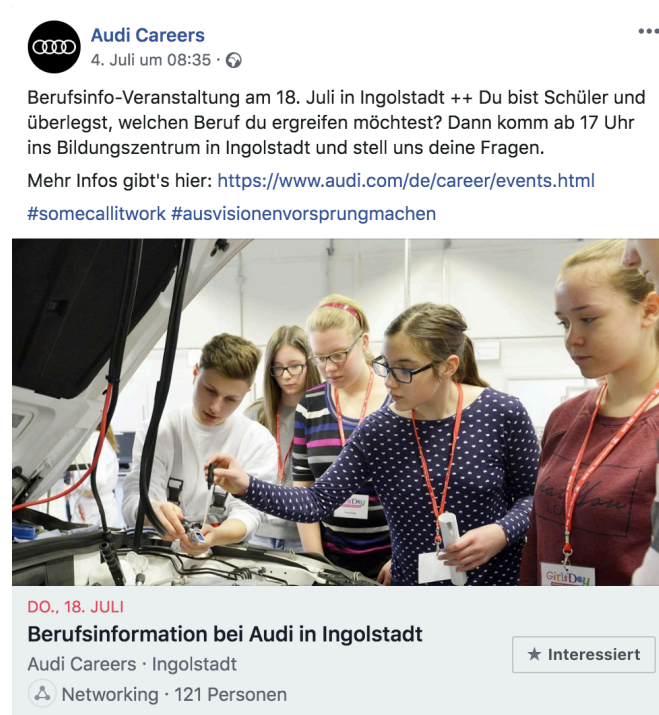 Audi Careers
4. Juli um 08:35 ·
Berufsinfo-Veranstaltung am 18. Juli in Ingolstadt ++ Du bist Schüler und
überlegst, welchen Beruf du ergreifen möchtest? Dann komm ab 17 Uhr
ins Bildungszentrum in Ingolstadt und stell uns deine Fragen.
Mehr Infos gibt's hier: https://www.audi.com/de/career/events.html
#somecallitwork #ausvisionenvorsprungmachen
Girls'Day
DO., 18. JULI
Berufsinformation bei Audi in Ingolstadt
Audi Careers · Ingolstadt
Interessiert
Networking · 121 Personen